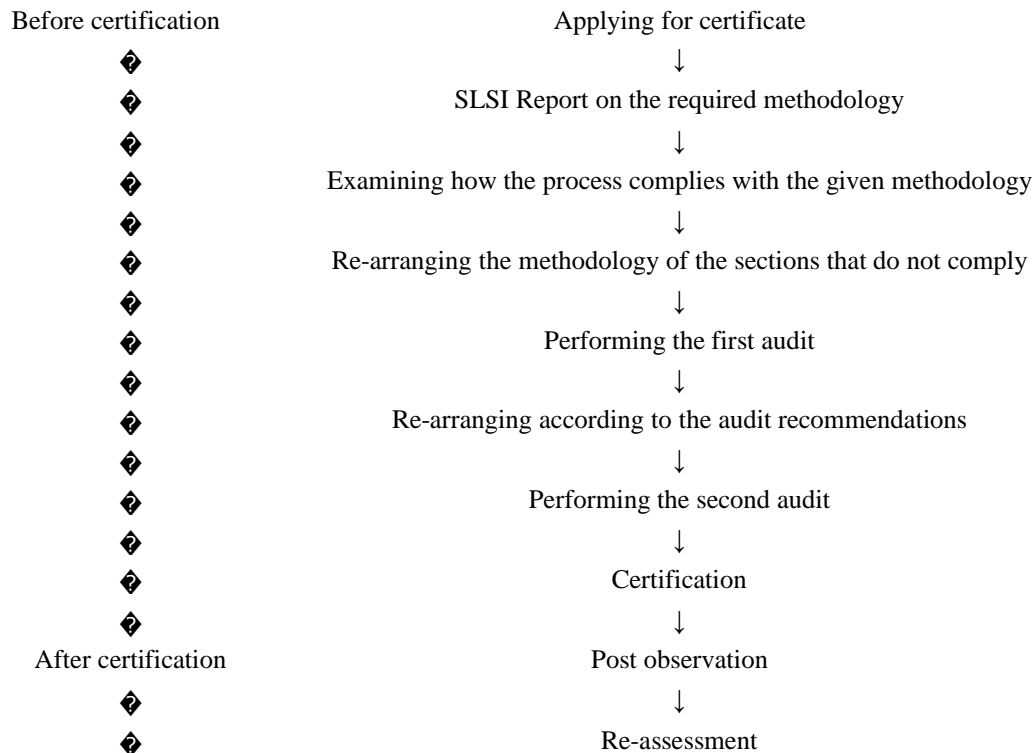 Before certification Applying for certificate
� ↓
� SLSI Report on the required methodology
� ↓
� Examining how the process complies with the given methodology
� ↓
� Re-arranging the methodology of the sections that do not comply
� ↓
� Performing the first audit
� ↓
� Re-arranging according to the audit recommendations
� ↓
� Performing the second audit
� ↓
� Certification
� ↓
After certification Post observation
� ↓
� Re-assessment